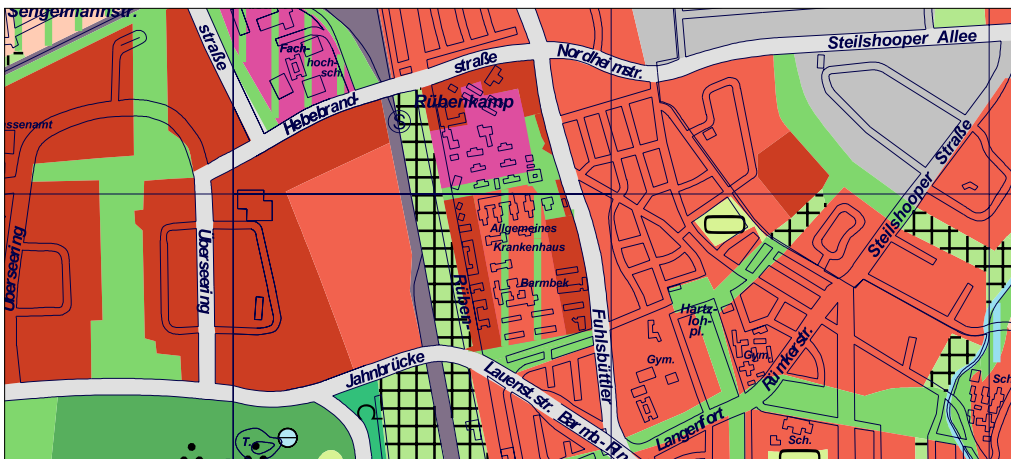 Sengelmannstr.
straße
Fach-
hoch-
sch.
Hebebrand-
straße
Nordheimstr.
Steilshooper Allee
Rübenkamp
S
ssenamt
Steilshooper Straße
Überseering
Überseering
Allgemeines
Krankenhaus
Barmbek
Rüben-
Fuhlsbüttler
Hartz-
loh-
pl.
Gym.
Gym.
Rümkerstr.
Jahnbrücke
Lauenst.str.
Barmb.-Rin
Langenfort
Sch.
Sch
T.